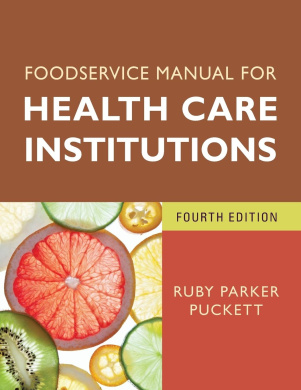 FOODSERVICE MANUAL FOR
HEALTH CARE
INSTITUTIONS
FOURTH EDITION
RUBY PARKER
PUCKETT